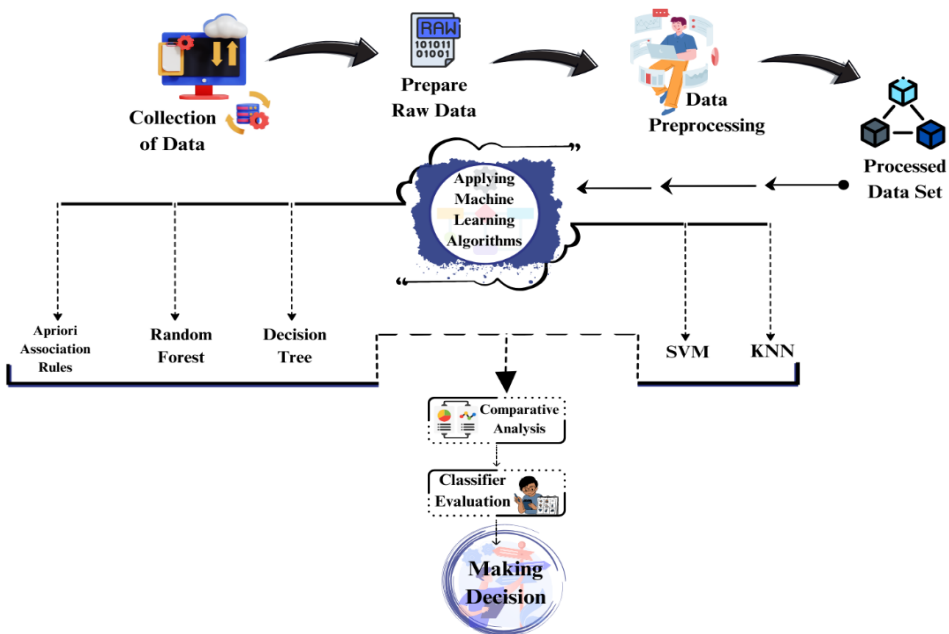 RAW
101011
01001
Collection
of Data
Prepare
Raw Data
Data
Preprocessing
Processed
Data Set
Applying
Machine
Learning
Algorithms
Apriori
Association
Rules
Random
Forest
Decision
Tree
SVM
KNN
Comparative
Analysis
Classifier
Evaluation
Making
Decision